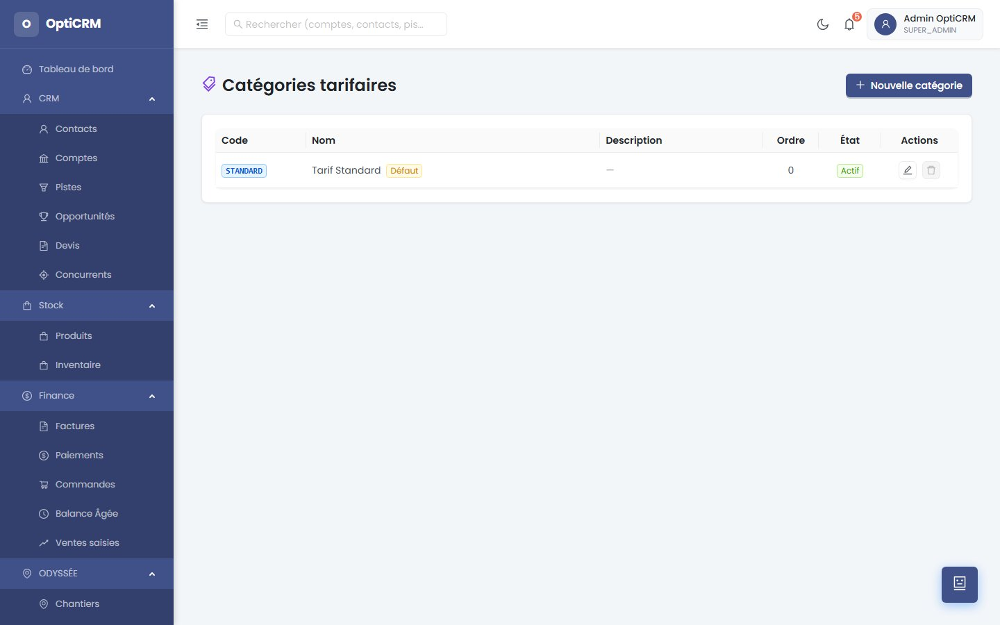 O OptiCRM
Rechercher (comptes, contacts, pis...
5
Admin OptiCRM
SUPER_ADMIN
Tableau de bord
CRM
Contacts
Comptes
Pistes
Opportunités
Devis
Concurrents
Stock
Produits
Inventaire
Finance
Factures
Paiements
Commandes
Balance Âgée
Ventes saisies
ODYSSÉE
Chantiers
Catégories tarifaires
+ Nouvelle catégorie
Code Nom Description Ordre État Actions
STANDARD Tarif Standard Défaut — 0 Actif